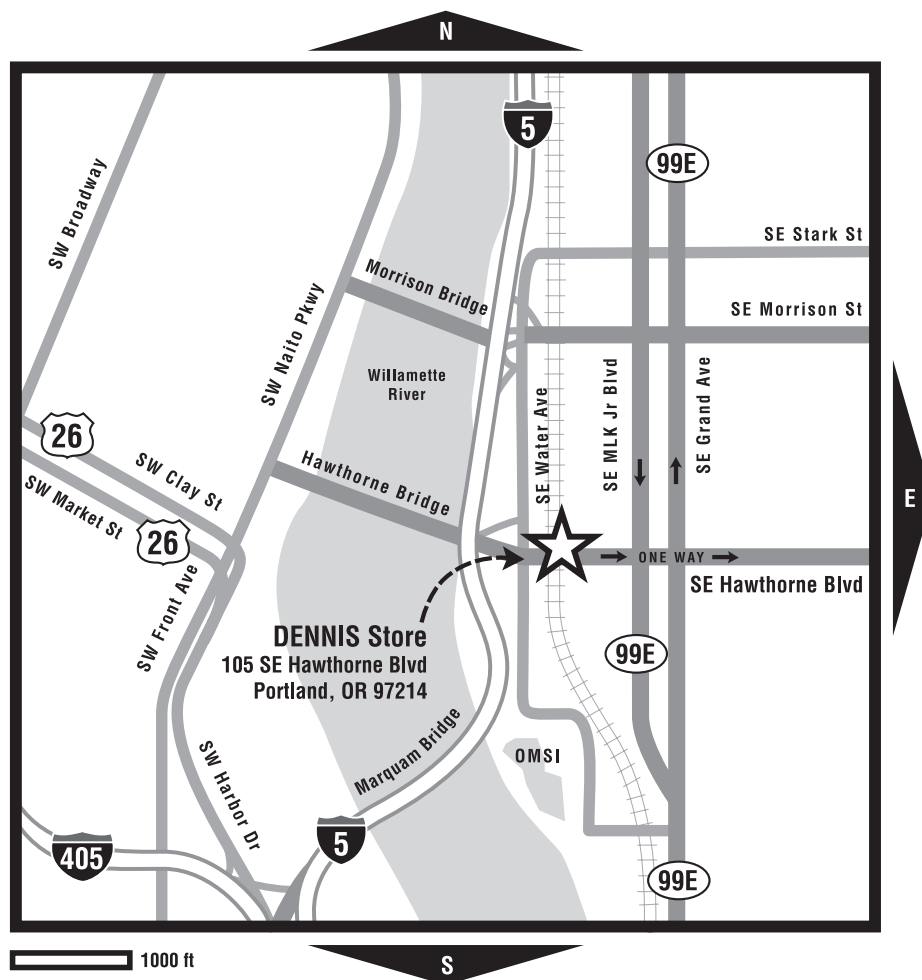 N
5
99E
SW Broadway
SE Stark St
Morrison Bridge
SE Morrison St
SW Naito Pkwy
Willamette
River
SE Water Ave
SE MLK Jr Blvd
SE Grand Ave
26
SW Clay St
Hawthorne Bridge
SW Market St
26
E
ONE WAY
SE Hawthorne Blvd
SW Front Ave
DENNIS Store
105 SE Hawthorne Blvd
Portland, OR 97214
99E
Marquam Bridge
OMSI
SW Harbor Dr
5
405
99E
1000 ft
S